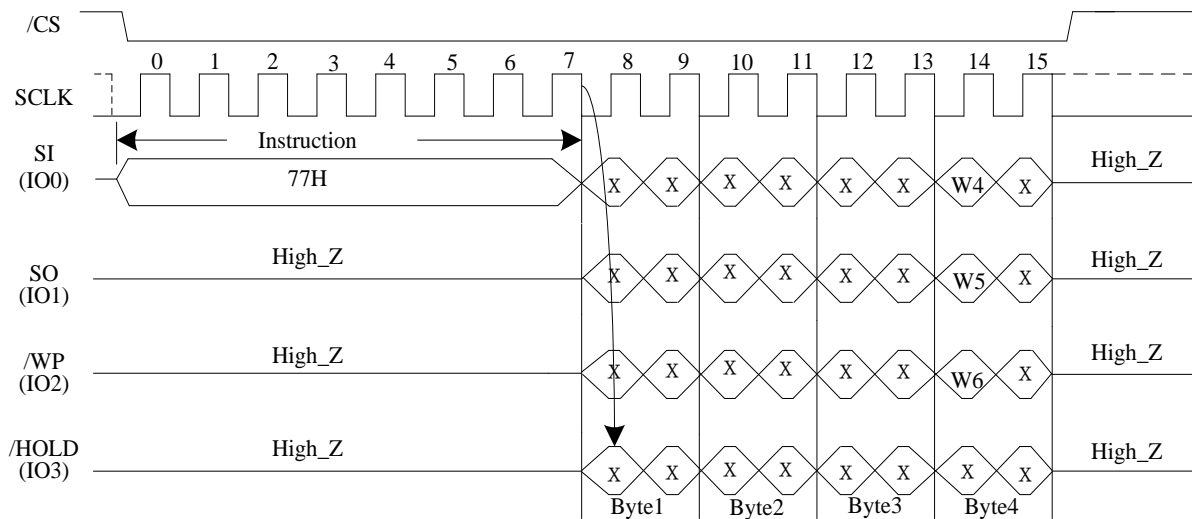 /CS
0 1 2 3 4 5 6 7 8 9 10 11 12 13 14 15
SCLK
Instruction
SI
(IO0)
77H
X X X X X X W4 X
High_Z
SO
(IO1)
High_Z
X X X X X X W5 X
High_Z
/WP
(IO2)
High_Z
X X X X X X W6 X
High_Z
/HOLD
(IO3)
High_Z
X X X X X X X X
High_Z
Byte1 Byte2 Byte3 Byte4